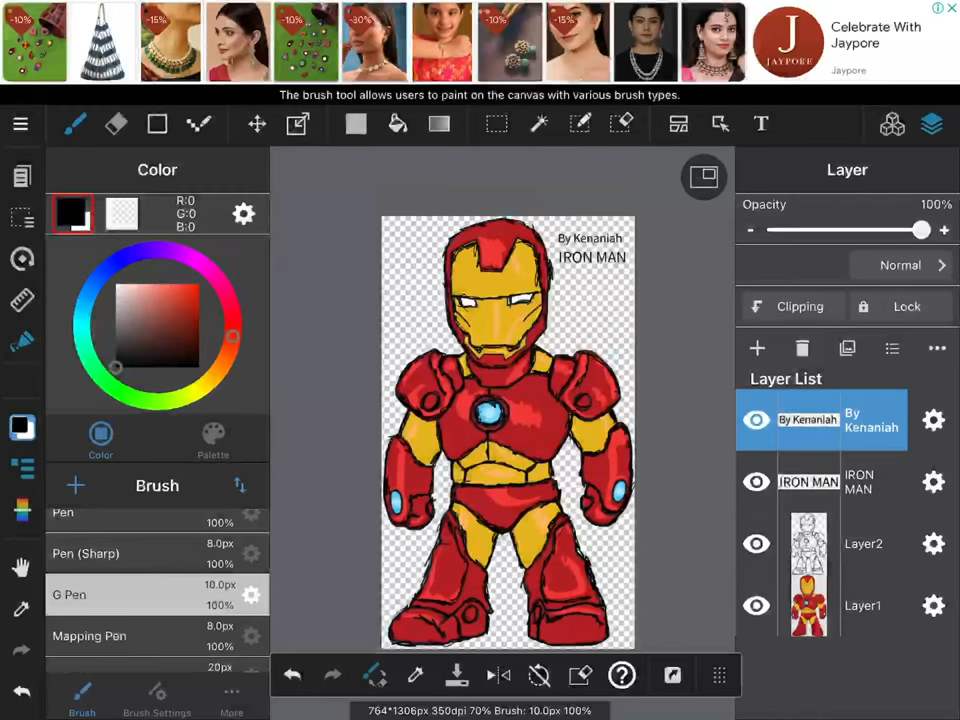 -10%
-15%
-10%
-30%
-10%
-15%
J
JAYPORE
Celebrate With
Jaypore
Jaypore
The brush tool allows users to paint on the canvas with various brush types.
T
Color
R:0
G:0
B:0
Color
Palette
Brush
Pen
100%
Pen (Sharp)
8.0px
100%
G Pen
10.0px
100%
Mapping Pen
8.0px
100%
20px
Brush
Brush Settings
More
By Kenaniah
IRON MAN
764*1306px 350dpi 70% Brush: 10.0px 100%
Layer
Opacity
100%
Normal
Clipping
Lock
Layer List
By Kenaniah
By
Kenaniah
IRON MAN
IRON
MAN
Layer2
Layer1